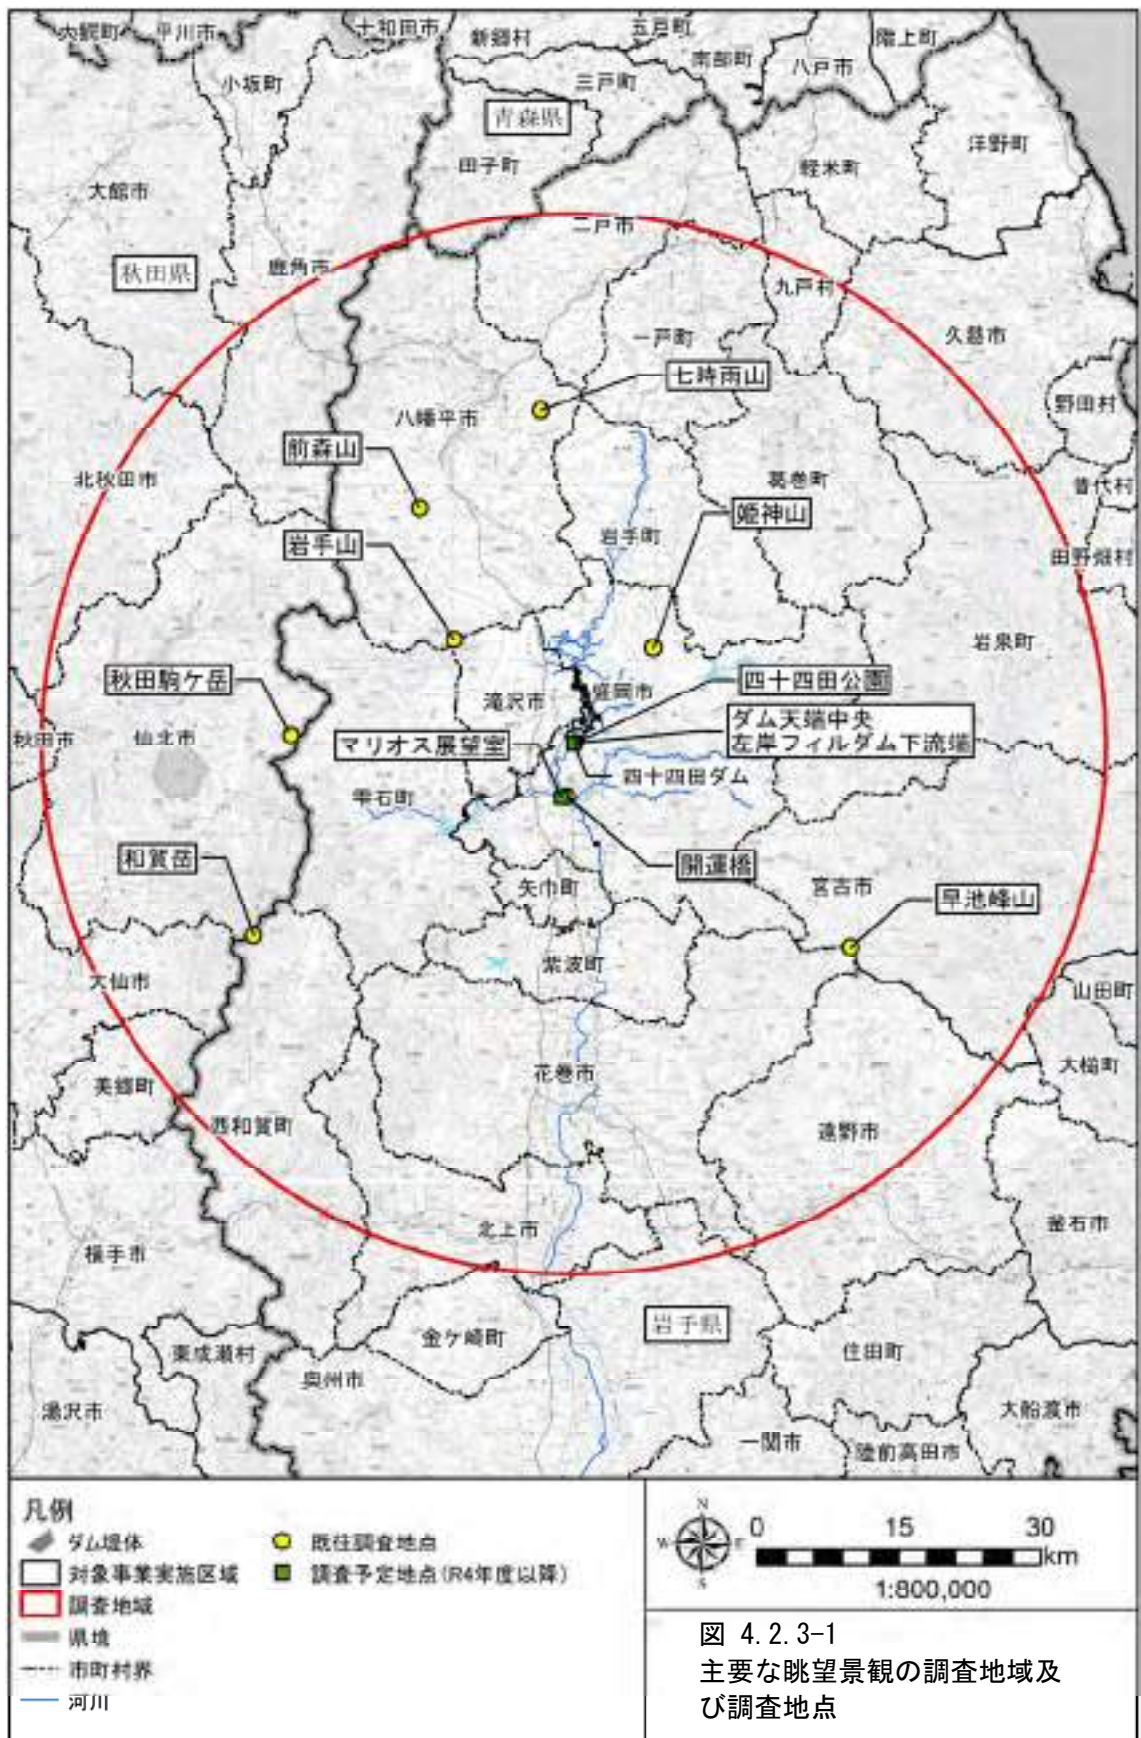 大鰐町
平川市
十和田市
新郷村
五戸町
南部町
階上町
八戸市
小坂町
三戸町
青森県
田子町
洋野町
軽米町
大館市
二戸市
秋田県
鹿角市
九戸村
久慈市
一戸町
七時雨山
野田村
八幡平市
前森山
北秋田市
葛巻町
普代村
姫神山
岩手町
岩手山
田野畑村
岩泉町
秋田駒ケ岳
四十四田公園
滝沢市
盛岡市
秋田市
仙北市
マリオス展望室
ダム天端中央
左岸フィルダム下流端
四十四田ダム
雫石町
和賀岳
開運橋
矢巾町
宮古市
早池峰山
紫波町
大仙市
山田町
花巻市
大槌町
美郷町
西和賀町
遠野市
北上市
釜石市
横手市
岩手県
金ケ崎町
東成瀬村
住田町
奥州市
湯沢市
大船渡市
一関市
陸前高田市
凡例
ダム堤体
対象事業実施区域
調査地域
県境
市町村界
河川
既往調査地点
調査予定地点(R4年度以降)
N
W E
S
0 15 30
km
1:800,000
図 4.2.3-1
主要な眺望景観の調査地域及
び調査地点